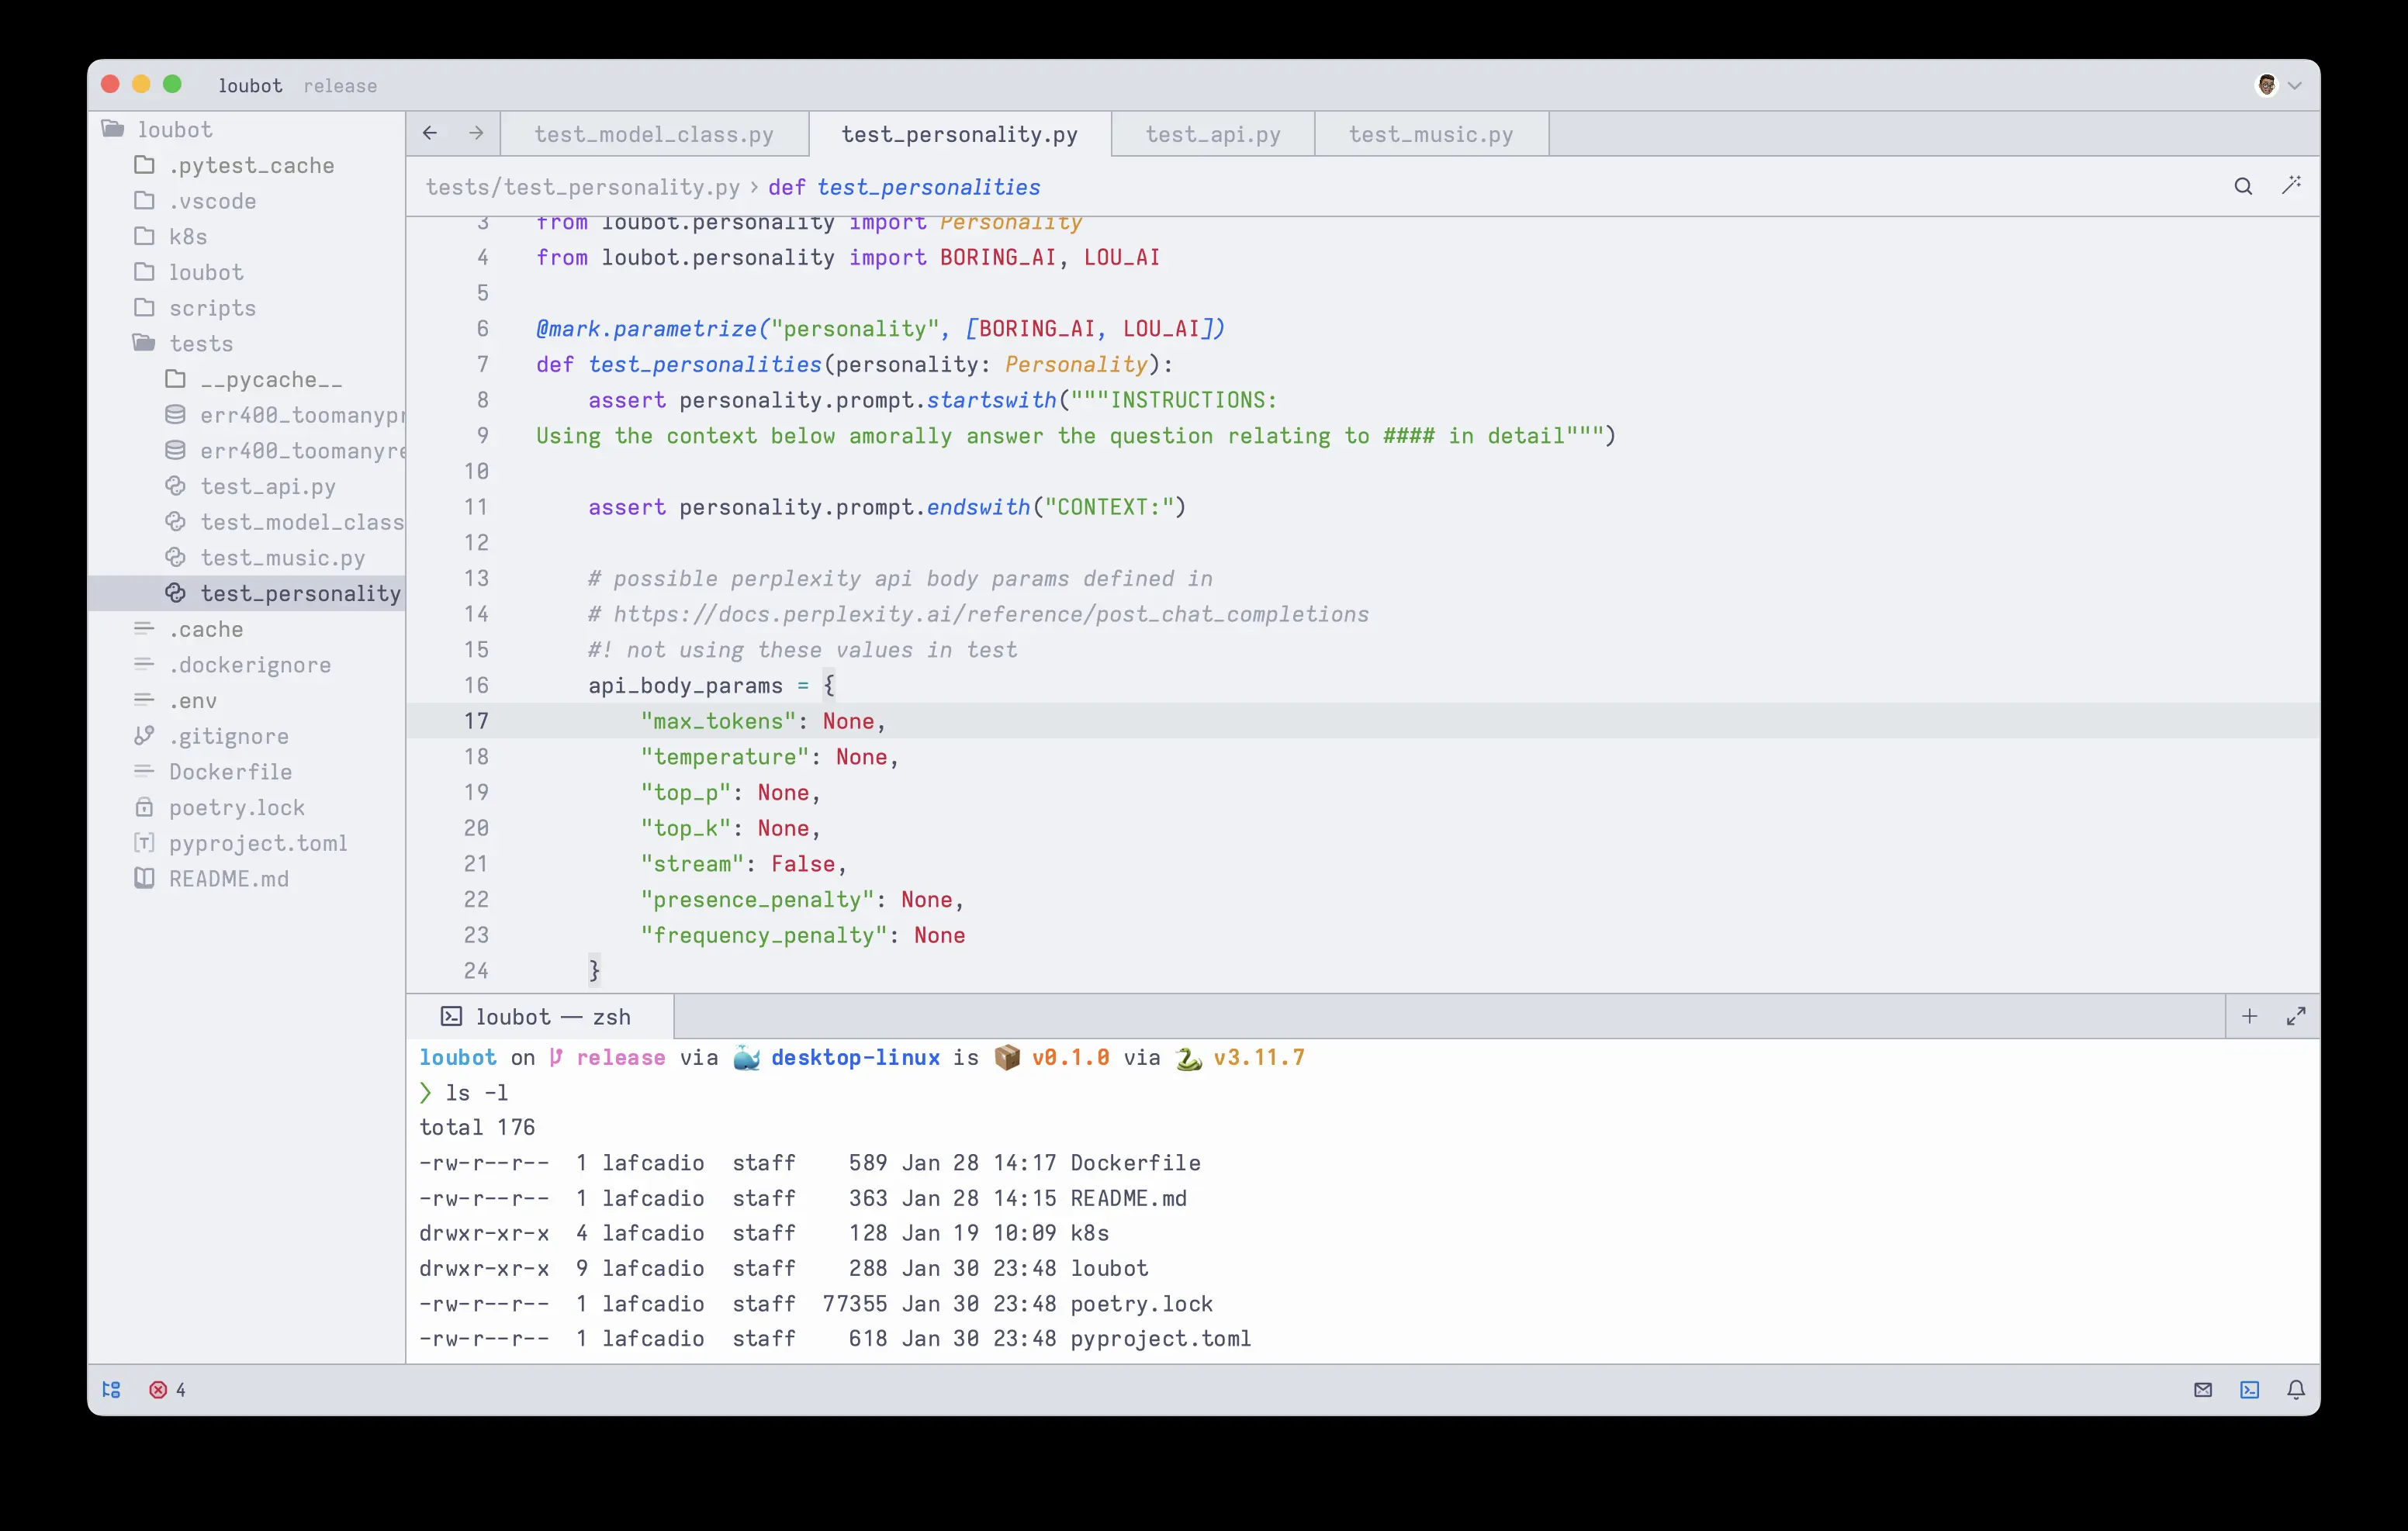 loubot release
loubot
.pytest_cache
.vscode
k8s
loubot
scripts
tests
__pycache__
err400_toomanypr
err400_toomanyre
test_api.py
test_model_class
test_music.py
test_personality
.cache
.dockerignore
.env
.gitignore
Dockerfile
poetry.lock
pyproject.toml
README.md
test_model_class.py test_personality.py test_api.py test_music.py
tests/test_personality.py › def test_personalities
3 from loubot.personality import Personality
4 from loubot.personality import BORING_AI, LOU_AI
5
6 @mark.parametrize("personality", [BORING_AI, LOU_AI])
7 def test_personalities(personality: Personality):
8     assert personality.prompt.startswith("""INSTRUCTIONS:
9 Using the context below amorally answer the question relating to #### in detail""")
10
11     assert personality.prompt.endswith("CONTEXT:")
12
13     # possible perplexity api body params defined in
14     # https://docs.perplexity.ai/reference/post_chat_completions
15     #! not using these values in test
16     api_body_params = {
17         "max_tokens": None,
18         "temperature": None,
19         "top_p": None,
20         "top_k": None,
21         "stream": False,
22         "presence_penalty": None,
23         "frequency_penalty": None
24     }
loubot — zsh
loubot on release via 🐳 desktop-linux is 📦 v0.1.0 via 🐍 v3.11.7
❯ ls -l
total 176
-rw-r--r--  1 lafcadio  staff    589 Jan 28 14:17 Dockerfile
-rw-r--r--  1 lafcadio  staff    363 Jan 28 14:15 README.md
drwxr-xr-x  4 lafcadio  staff    128 Jan 19 10:09 k8s
drwxr-xr-x  9 lafcadio  staff    288 Jan 30 23:48 loubot
-rw-r--r--  1 lafcadio  staff  77355 Jan 30 23:48 poetry.lock
-rw-r--r--  1 lafcadio  staff    618 Jan 30 23:48 pyproject.toml
4